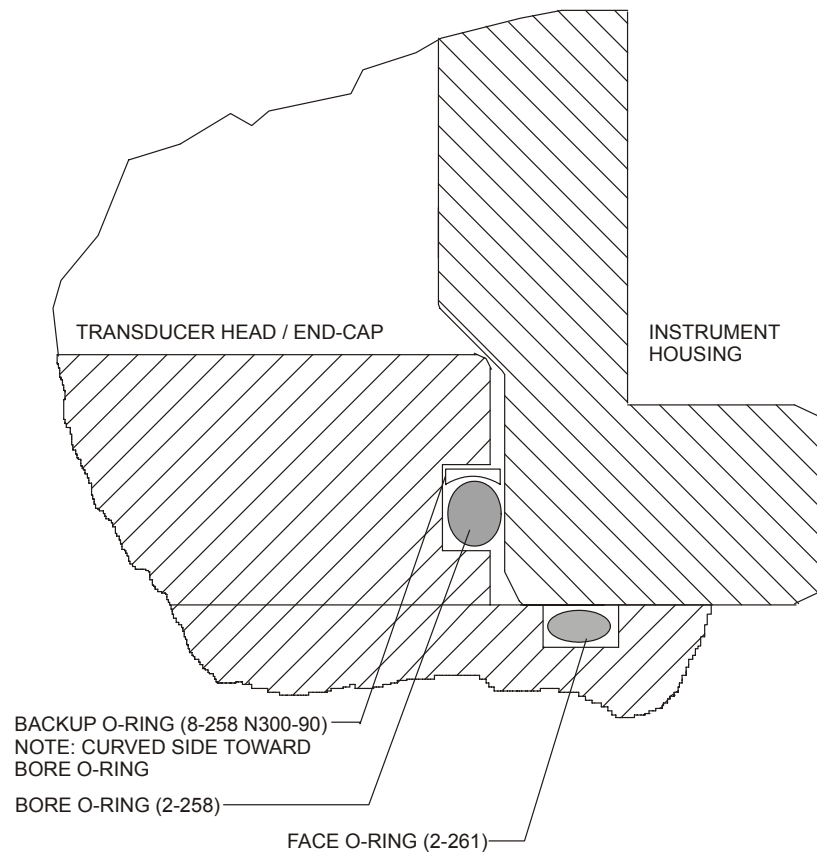 TRANSDUCER HEAD / END-CAP
INSTRUMENT
HOUSING
BACKUP O-RING (8-258 N300-90)
NOTE: CURVED SIDE TOWARD
BORE O-RING
BORE O-RING (2-258)
FACE O-RING (2-261)